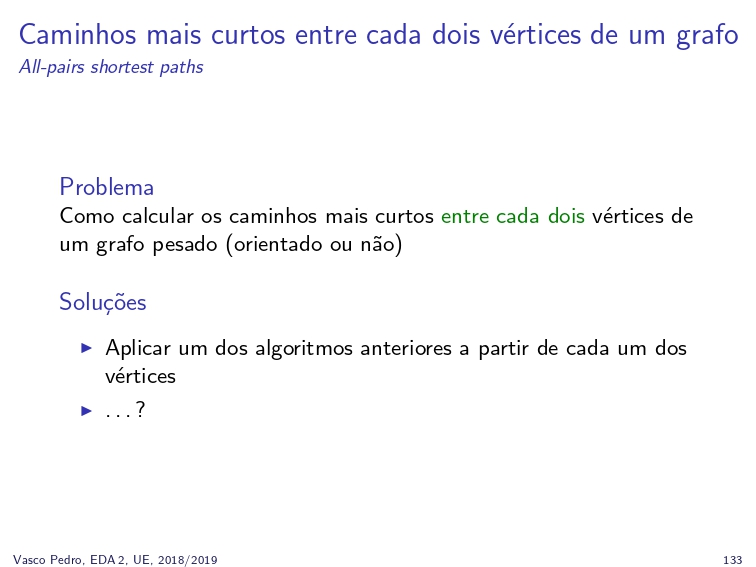 Caminhos mais curtos entre cada dois vértices de um grafo
All-pairs shortest paths
Problema
Como calcular os caminhos mais curtos entre cada dois vértices de
um grafo pesado (orientado ou não)
Soluções
▶ Aplicar um dos algoritmos anteriores a partir de cada um dos
vértices
▶ . . . ?
Vasco Pedro, EDA 2, UE, 2018/2019 133